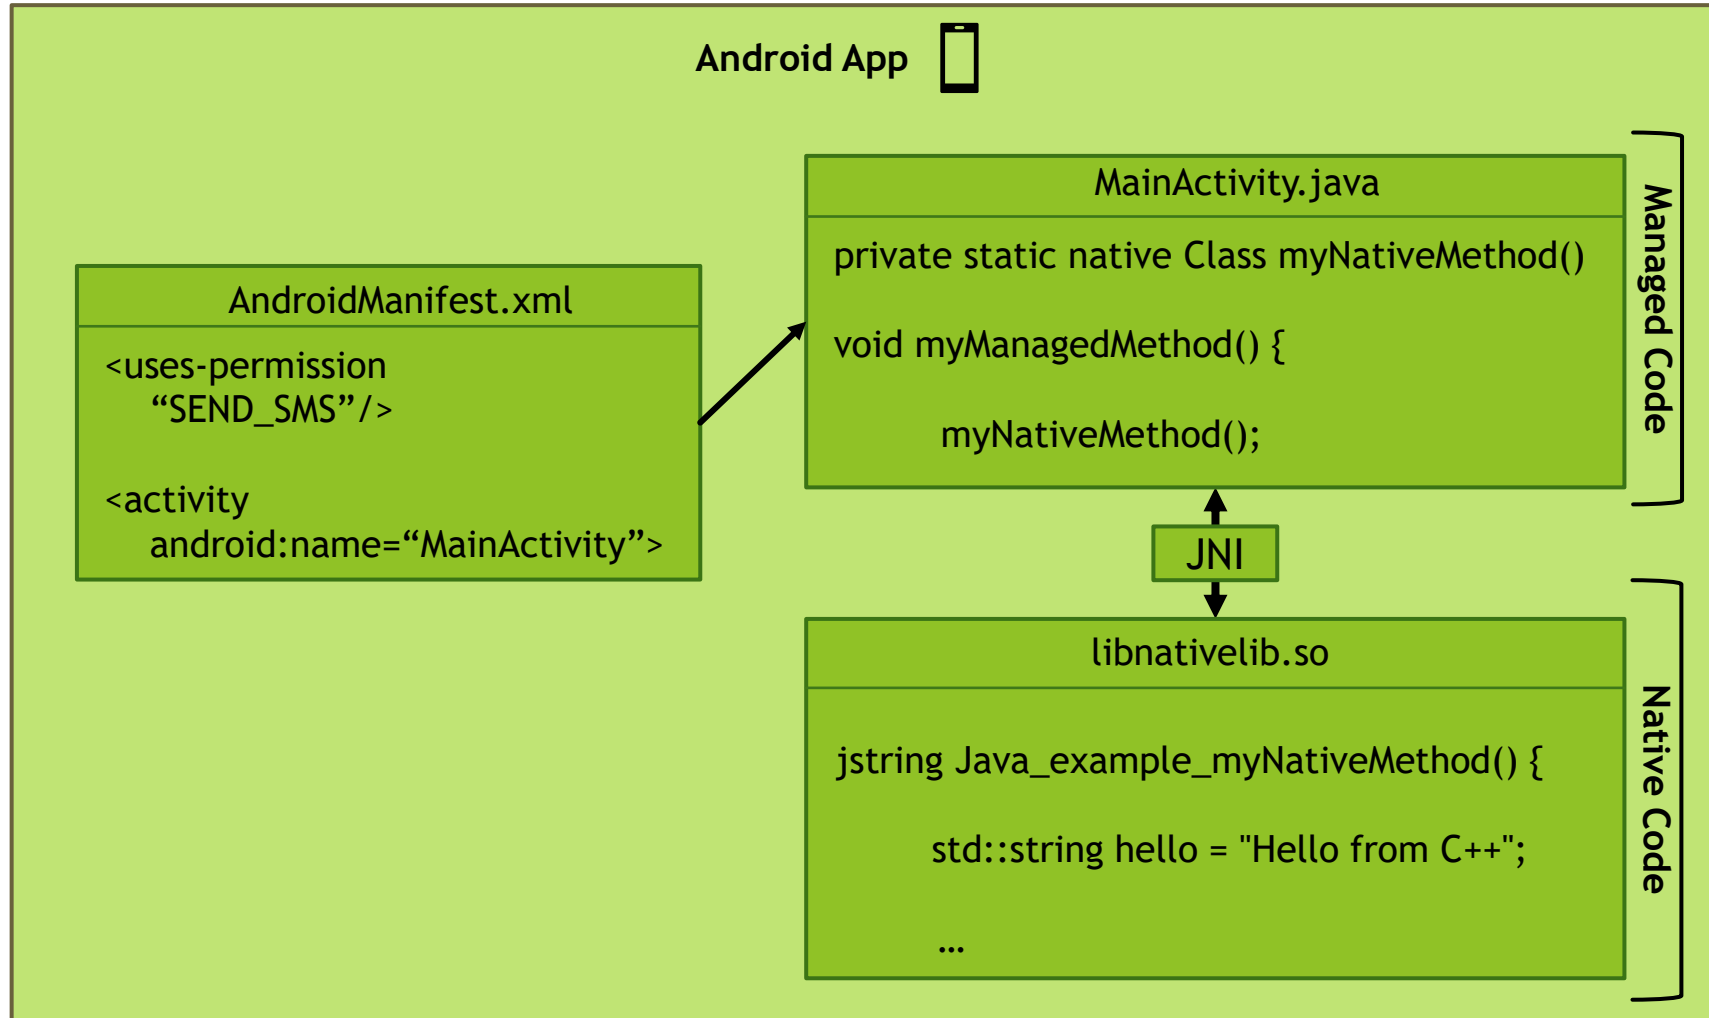 Android App
AndroidManifest.xml
<uses-permission
“SEND_SMS”/>
<activity
android:name=“MainActivity”>
MainActivity.java
private static native Class myNativeMethod()
void myManagedMethod() {
myNativeMethod();
Managed Code
JNI
libnativelib.so
jstring Java_example_myNativeMethod() {
std::string hello = "Hello from C++";
…
Native Code